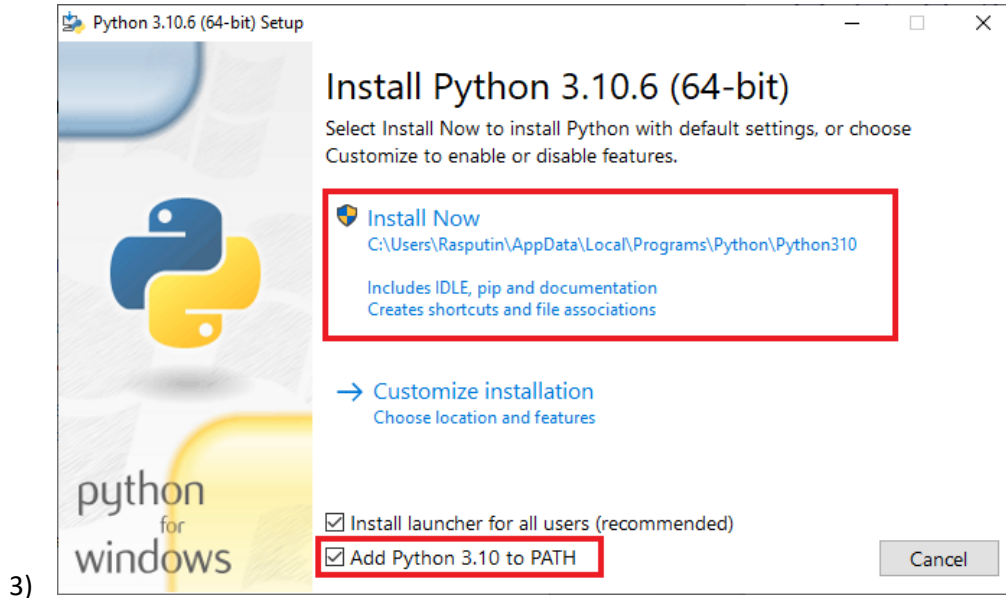 Python 3.10.6 (64-bit) Setup
Install Python 3.10.6 (64-bit)
Select Install Now to install Python with default settings, or choose
Customize to enable or disable features.
Install Now
C:\Users\Rasputin\AppData\Local\Programs\Python\Python310
Includes IDLE, pip and documentation
Creates shortcuts and file associations
Customize installation
Choose location and features
python
for
windows
Install launcher for all users (recommended)
Add Python 3.10 to PATH
Cancel
3)